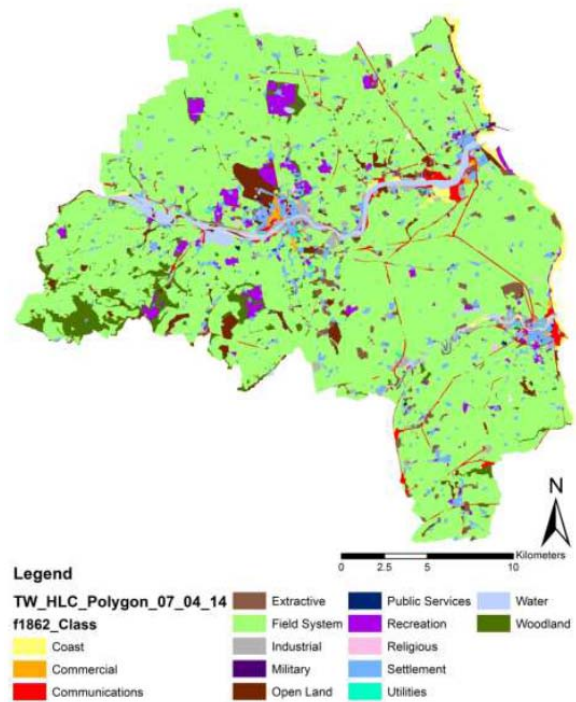 N
Kilometers
0 2.5 5 10
Legend
TW_HLC_Polygon_07_04_14
f1862_Class
Coast
Commercial
Communications
Extractive
Field System
Industrial
Military
Open Land
Public Services
Recreation
Religious
Settlement
Utilities
Water
Woodland